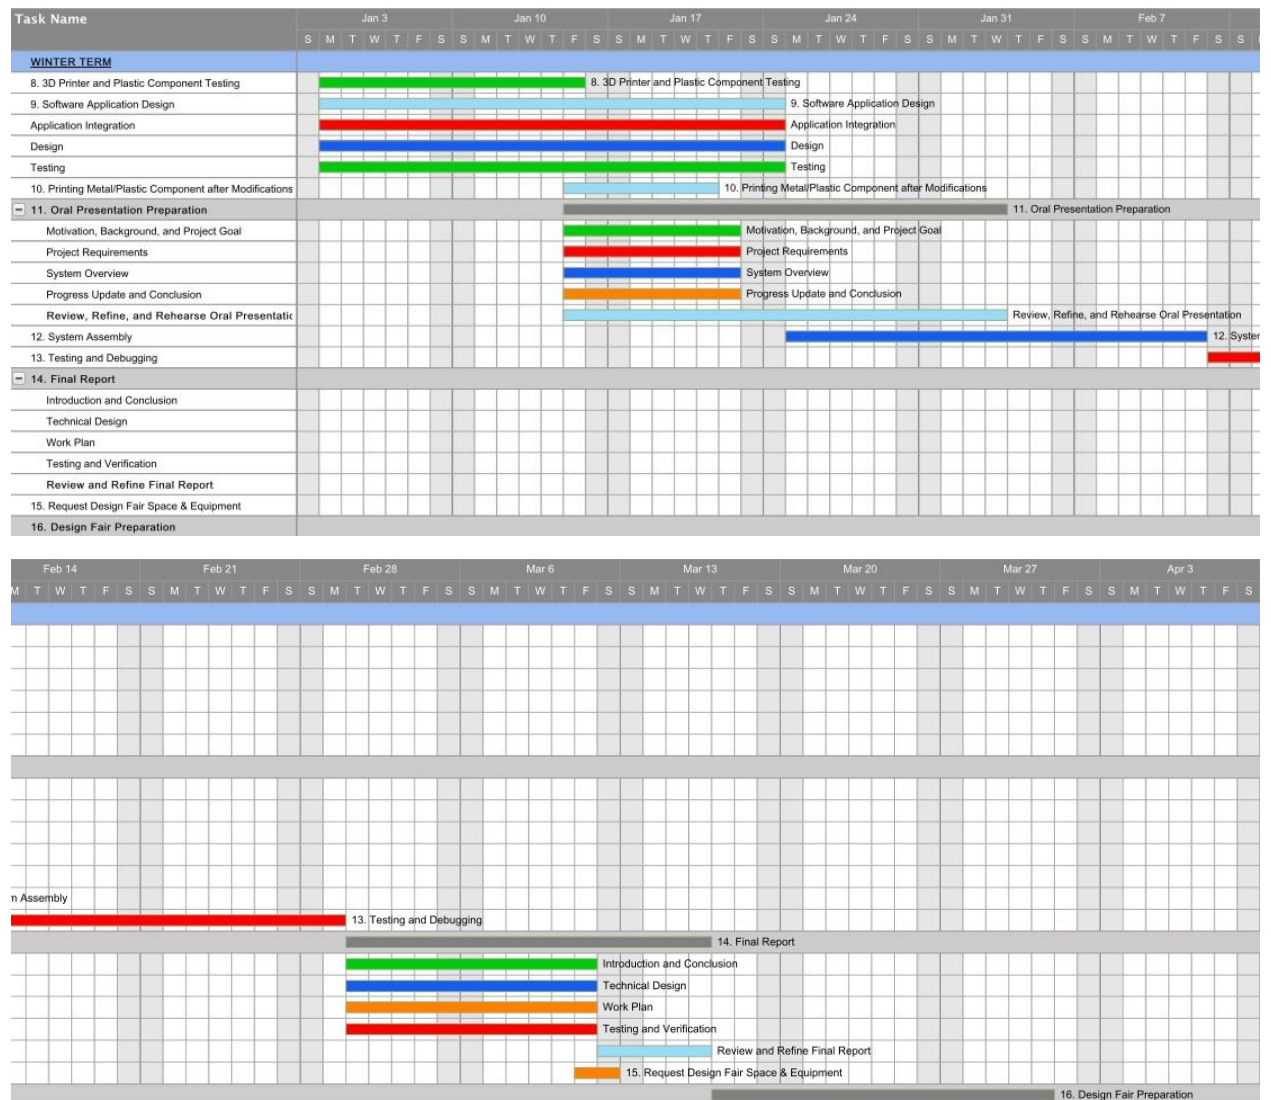 Task Name
Jan 3 Jan 10 Jan 17 Jan 24 Jan 31 Feb 7
S M T W T F S S M T W T F S S M T W T F S S M T W T F S S M T W T F S S M T W T F S S
WINTER TERM
8. 3D Printer and Plastic Component Testing 8. 3D Printer and Plastic Component Testing
9. Software Application Design 9. Software Application Design
Application Integration Application Integration
Design Design
Testing Testing
10. Printing Metal/Plastic Component after Modifications 10. Printing Metal/Plastic Component after Modifications
11. Oral Presentation Preparation 11. Oral Presentation Preparation
Motivation, Background, and Project Goal Motivation, Background, and Project Goal
Project Requirements Project Requirements
System Overview System Overview
Progress Update and Conclusion Progress Update and Conclusion
Review, Refine, and Rehearse Oral Presentatic Review, Refine, and Rehearse Oral Presentation
12. System Assembly 12. Syster
13. Testing and Debugging
14. Final Report
Introduction and Conclusion
Technical Design
Work Plan
Testing and Verification
Review and Refine Final Report
15. Request Design Fair Space & Equipment
16. Design Fair Preparation
Feb 14 Feb 21 Feb 28 Mar 6 Mar 13 Mar 20 Mar 27 Apr 3
M T W T F S S M T W T F S S M T W T F S S M T W T F S S M T W T F S S M T W T F S S M T W T F S S M T W T F S
n Assembly
13. Testing and Debugging
14. Final Report
Introduction and Conclusion
Technical Design
Work Plan
Testing and Verification
Review and Refine Final Report
15. Request Design Fair Space & Equipment
16. Design Fair Preparation